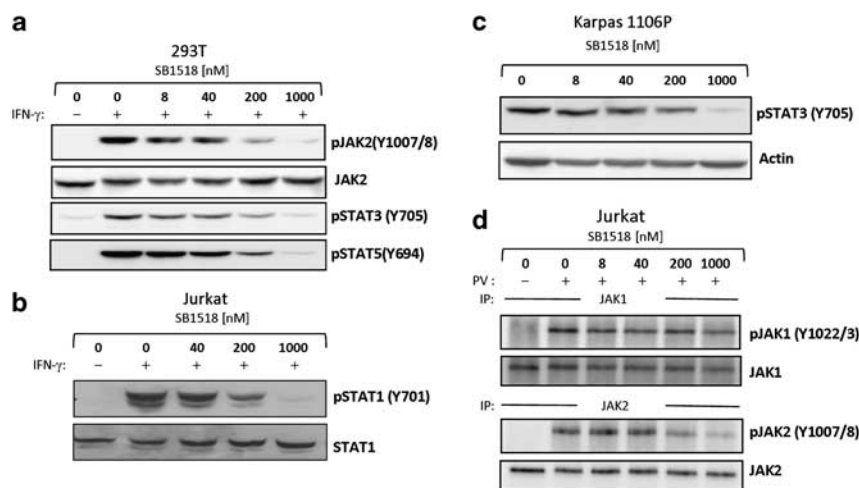 a
293T
SB1518 [nM]
0 0 8 40 200 1000
IFN-γ: – + + + + +
pJAK2(Y1007/8)
JAK2
pSTAT3 (Y705)
pSTAT5(Y694)
b
Jurkat
SB1518 [nM]
0 0 40 200 1000
IFN-γ: – + + + +
pSTAT1 (Y701)
STAT1
c
Karpas 1106P
SB1518 [nM]
0 8 40 200 1000
pSTAT3 (Y705)
Actin
d
Jurkat
SB1518 [nM]
0 0 8 40 200 1000
PV : – + + + + +
IP: JAK1
pJAK1 (Y1022/3)
JAK1
IP: JAK2
pJAK2 (Y1007/8)
JAK2